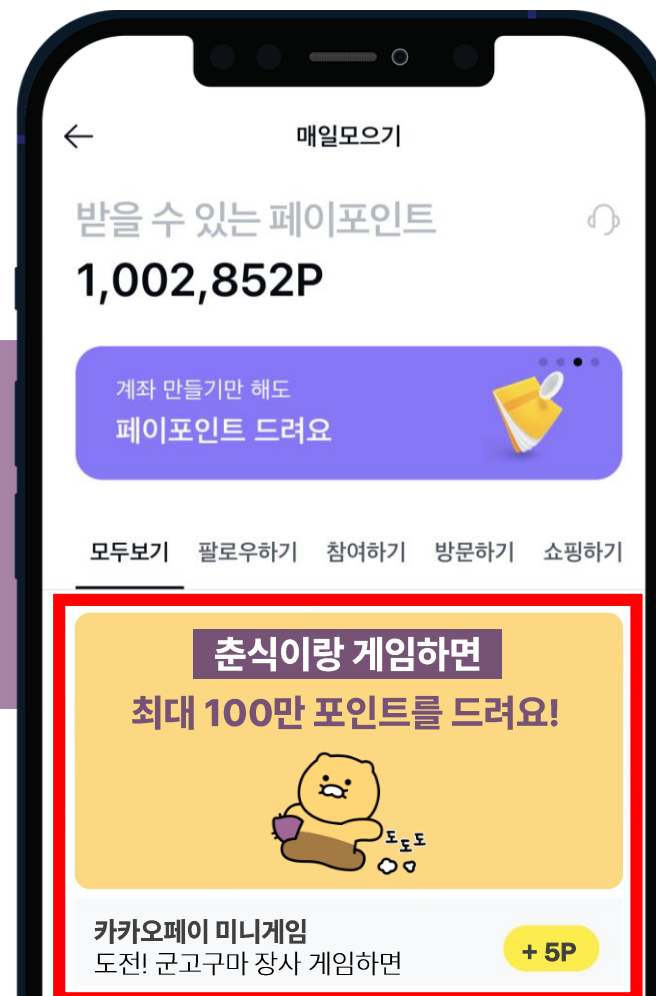 매일모으기
받을 수 있는 페이포인트
1,002,852P
계좌 만들기만 해도
페이포인트 드려요
모두보기 팔로우하기 참여하기 방문하기 쇼핑하기
춘식이랑 게임하면
최대 100만 포인트를 드려요!
도도도
카카오페이 미니게임
도전! 군고구마 장사 게임하면
+ 5P